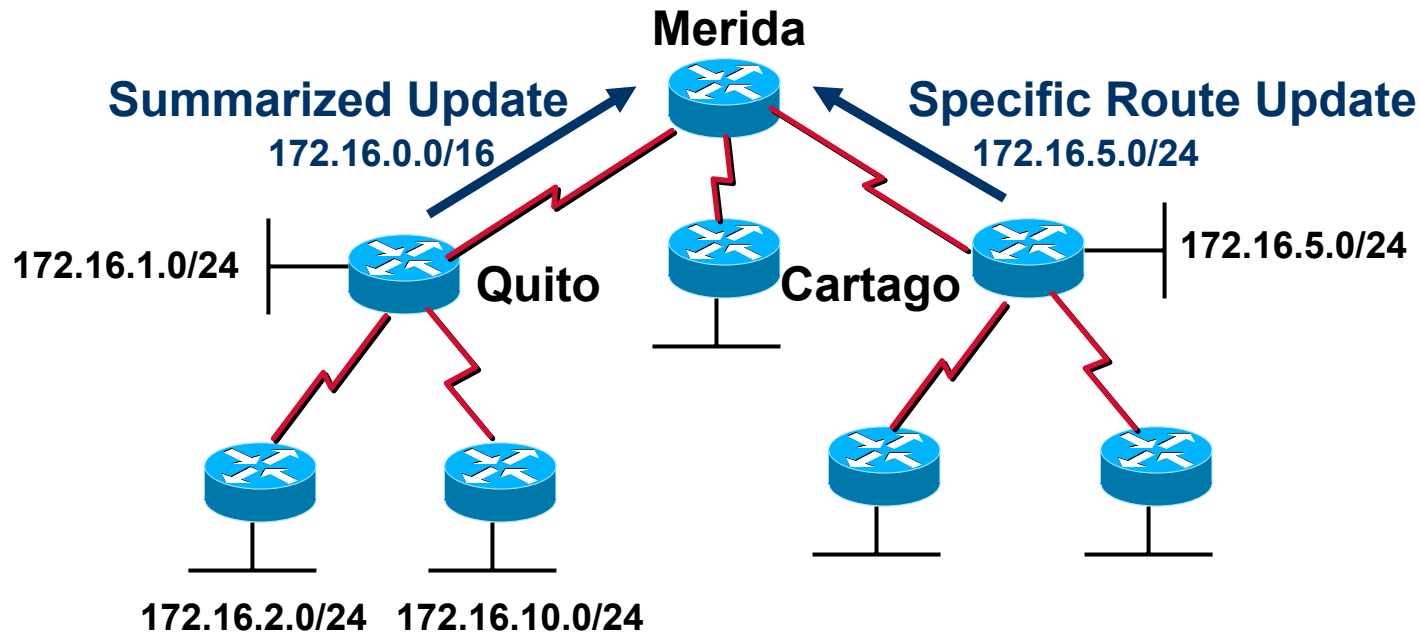 Merida
Summarized Update
172.16.0.0/16
Specific Route Update
172.16.5.0/24
172.16.1.0/24
Quito
Cartago
172.16.5.0/24
172.16.2.0/24
172.16.10.0/24